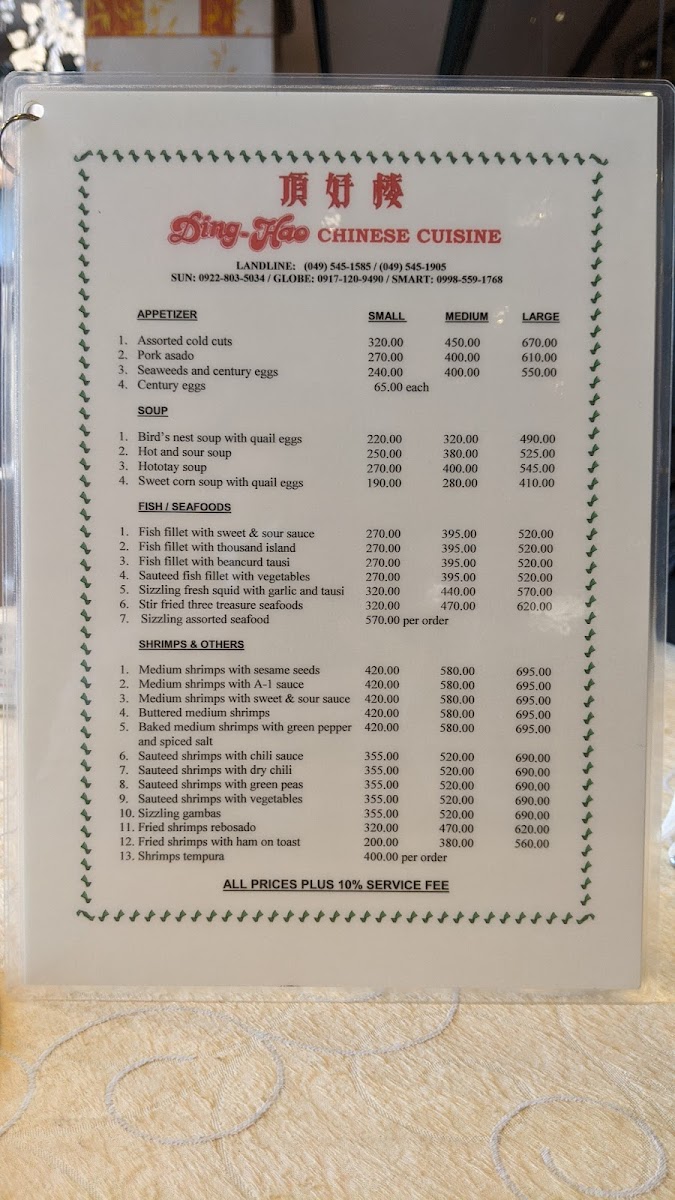 頂好樓
Ding-Hao CHINESE CUISINE
LANDLINE: (049) 545-1585 / (049) 545-1905
SUN: 0922-803-5034 / GLOBE: 0917-120-9490 / SMART: 0998-559-1768
APPETIZER SMALL MEDIUM LARGE
1. Assorted cold cuts 320.00 450.00 670.00
2. Pork asado 270.00 400.00 610.00
3. Seaweeds and century eggs 240.00 400.00 550.00
4. Century eggs 65.00 each
SOUP
1. Bird's nest soup with quail eggs 220.00 320.00 490.00
2. Hot and sour soup 250.00 380.00 525.00
3. Hototay soup 270.00 400.00 545.00
4. Sweet corn soup with quail eggs 190.00 280.00 410.00
FISH / SEAFOODS
1. Fish fillet with sweet & sour sauce 270.00 395.00 520.00
2. Fish fillet with thousand island 270.00 395.00 520.00
3. Fish fillet with beancurd tausi 270.00 395.00 520.00
4. Sauteed fish fillet with vegetables 270.00 395.00 520.00
5. Sizzling fresh squid with garlic and tausi 320.00 440.00 570.00
6. Stir fried three treasure seafoods 320.00 470.00 620.00
7. Sizzling assorted seafood 570.00 per order
SHRIMPS & OTHERS
1. Medium shrimps with sesame seeds 420.00 580.00 695.00
2. Medium shrimps with A-1 sauce 420.00 580.00 695.00
3. Medium shrimps with sweet & sour sauce 420.00 580.00 695.00
4. Buttered medium shrimps 420.00 580.00 695.00
5. Baked medium shrimps with green pepper 420.00 580.00 695.00
and spiced salt
6. Sauteed shrimps with chili sauce 355.00 520.00 690.00
7. Sauteed shrimps with dry chili 355.00 520.00 690.00
8. Sauteed shrimps with green peas 355.00 520.00 690.00
9. Sauteed shrimps with vegetables 355.00 520.00 690.00
10. Sizzling gambas 355.00 520.00 690.00
11. Fried shrimps rebosado 320.00 470.00 620.00
12. Fried shrimps with ham on toast 200.00 380.00 560.00
13. Shrimps tempura 400.00 per order
ALL PRICES PLUS 10% SERVICE FEE